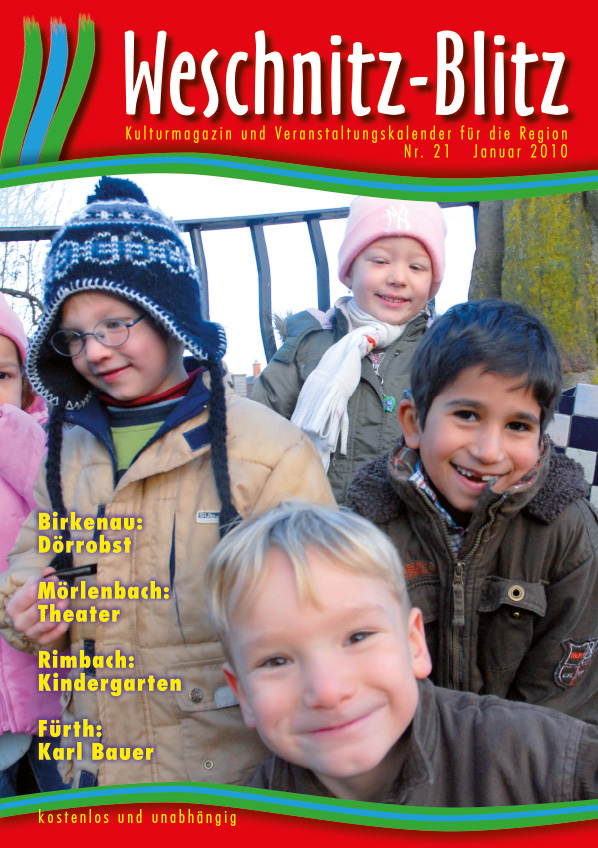 Weschnitz-Blitz
Kulturmagazin und Veranstaltungskalender für die Region
Nr. 21 Januar 2010
NY
Birkenau:
Dörrobst
Mörlenbach:
Theater
Rimbach:
Kindergarten
Fürth:
Karl Bauer
kostenlos und unabhängig